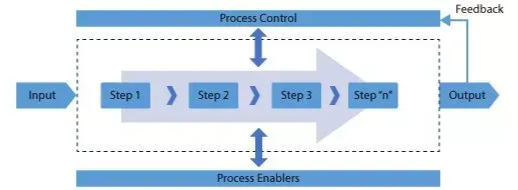 Process Control
Feedback
Input
Step 1
Step 2
Step 3
Step "n"
Output
Process Enablers